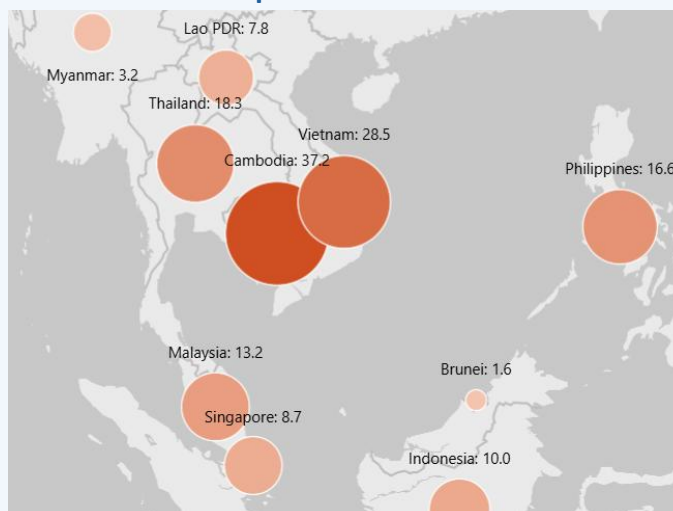 Lao PDR: 7.8
Myanmar: 3.2
Thailand: 18.3
Vietnam: 28.5
Cambodia: 37.2
Philippines: 16.6
Malaysia: 13.2
Brunei: 1.6
Singapore: 8.7
Indonesia: 10.0